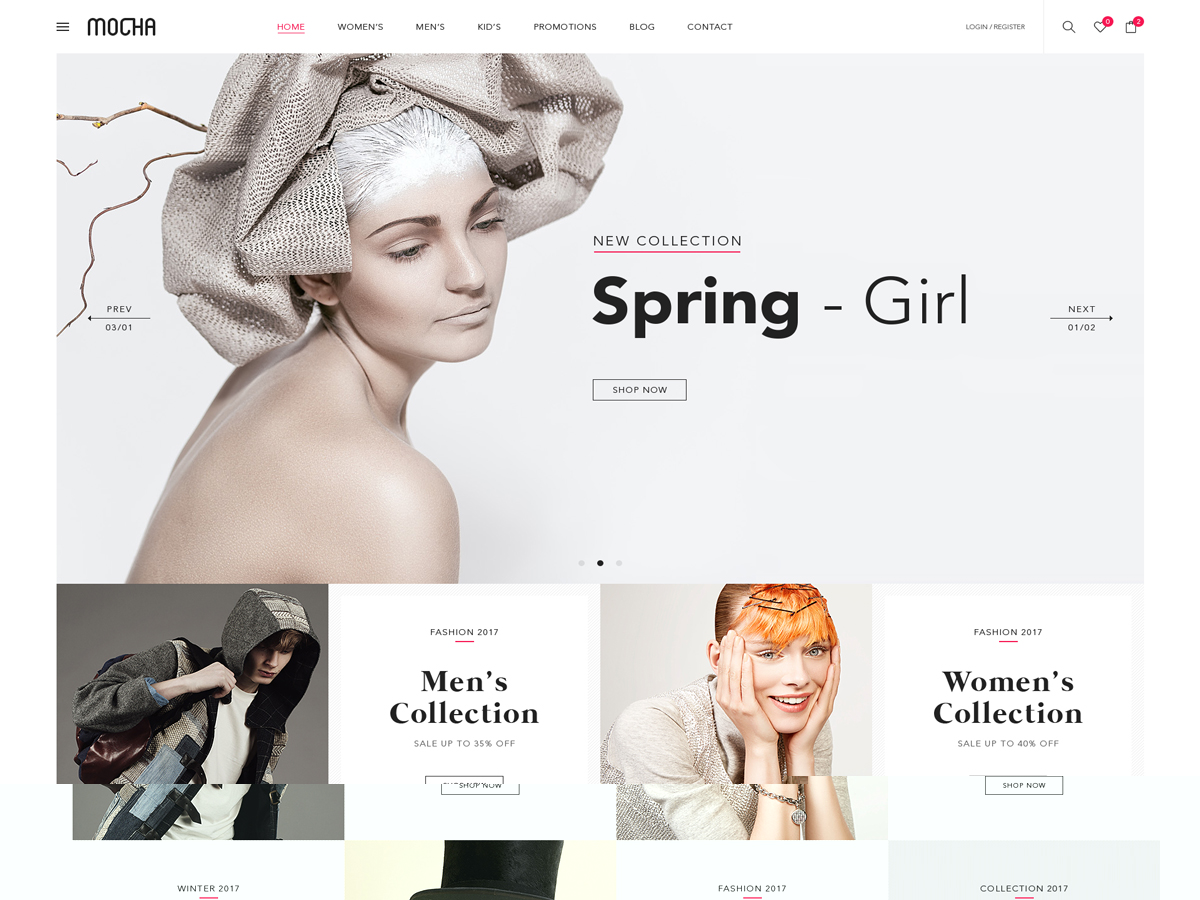 MOCHA
HOME WOMEN'S MEN'S KID'S PROMOTIONS BLOG CONTACT
LOGIN / REGISTER
0
2
NEW COLLECTION
Spring - Girl
PREV
03/01
NEXT
01/02
SHOP NOW
FASHION 2017
Men's
Collection
SALE UP TO 35% OFF
SHOP NOW
FASHION 2017
Women's
Collection
SALE UP TO 40% OFF
SHOP NOW
WINTER 2017
FASHION 2017
COLLECTION 2017